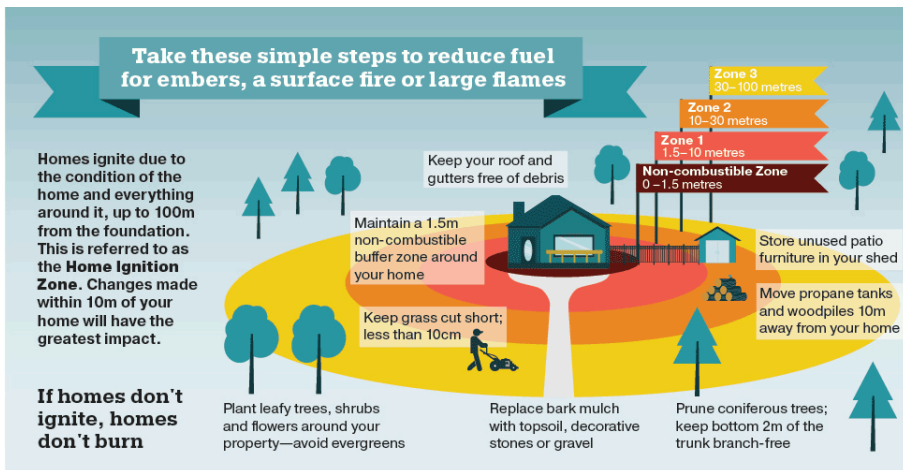 Take these simple steps to reduce fuel
for embers, a surface fire or large flames
Zone 3
30–100 metres
Zone 2
10–30 metres
Zone 1
1.5–10 metres
Non-combustible Zone
0 –1.5 metres
Homes ignite due to
the condition of the
home and everything
around it, up to 100m
from the foundation.
This is referred to as
the Home Ignition
Zone. Changes made
within 10m of your
home will have the
greatest impact.
If homes don't
ignite, homes
don't burn
Keep your roof and
gutters free of debris
Maintain a 1.5m
non-combustible
buffer zone around
your home
Keep grass cut short;
less than 10cm
Store unused patio
furniture in your shed
Move propane tanks
and woodpiles 10m
away from your home
Plant leafy trees, shrubs
and flowers around your
property—avoid evergreens
Replace bark mulch
with topsoil, decorative
stones or gravel
Prune coniferous trees;
keep bottom 2m of the
trunk branch-free